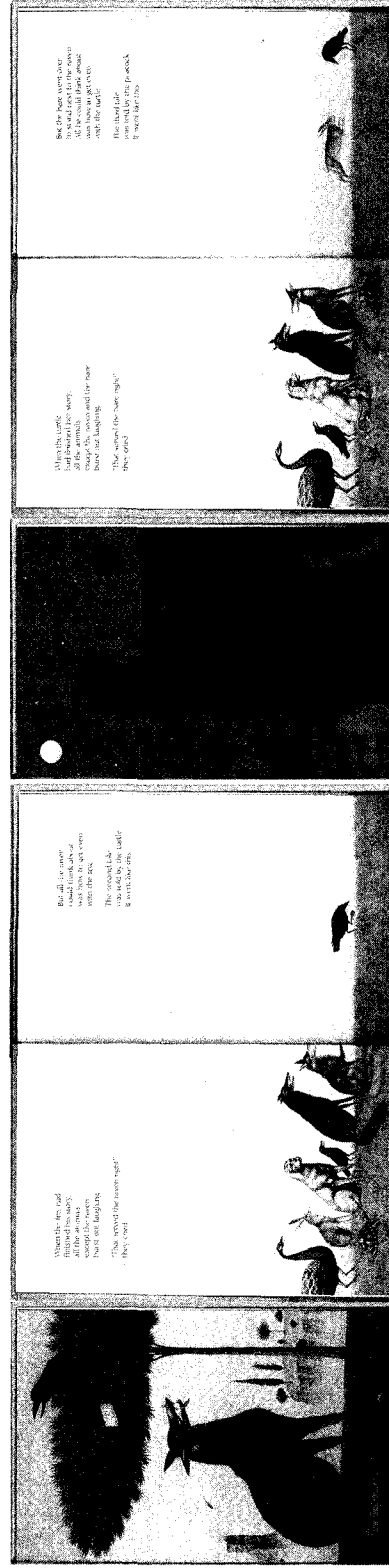 When the fox had
finished his story,
all the animals
except the raven
burst out laughing.
"That served the raven right!"
they cried.
But all the raven
could think about
was how to get even
with the fox.
The second tale
was told by the turtle.
It went like this
When the turtle
had finished her story,
all the animals
except the raven and the hare
burst out laughing.
"That served the hare right!"
they cried.
But the hare went over
to stand next to the raven
all he could think about
was how to get even
with the turtle
The third tale
was told by the peacock
It went like this